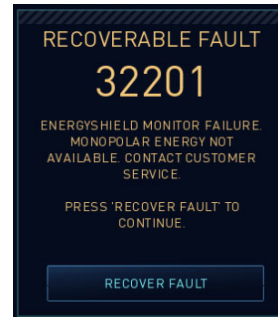 RECOVERABLE FAULT
32201
ENERGYSHIELD MONITOR FAILURE.
MONOPOLAR ENERGY NOT
AVAILABLE. CONTACT CUSTOMER
SERVICE.
PRESS 'RECOVER FAULT' TO
CONTINUE.
RECOVER FAULT